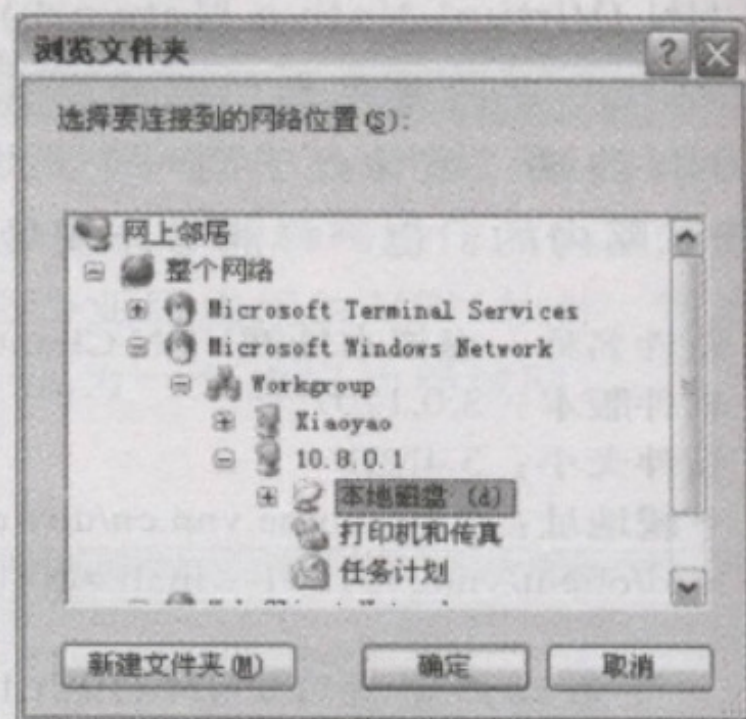 浏览文件夹
选择要连接到的网络位置(S):
网上邻居
整个网络
Microsoft Terminal Services
Microsoft Windows Network
Workgroup
Xiaoyao
10.8.0.1
本地磁盘 (d)
打印机和传真
任务计划
新建文件夹(M)
确定
取消